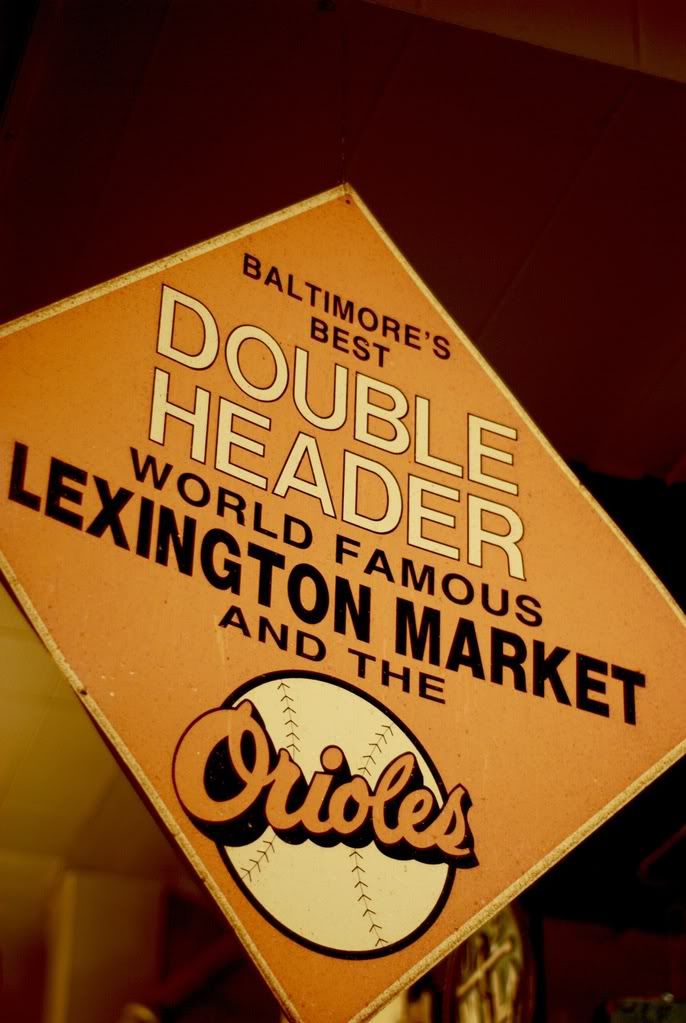 BALTIMORE'S
BEST
DOUBLE
HEADER
WORLD FAMOUS
LEXINGTON MARKET
AND THE
Orioles